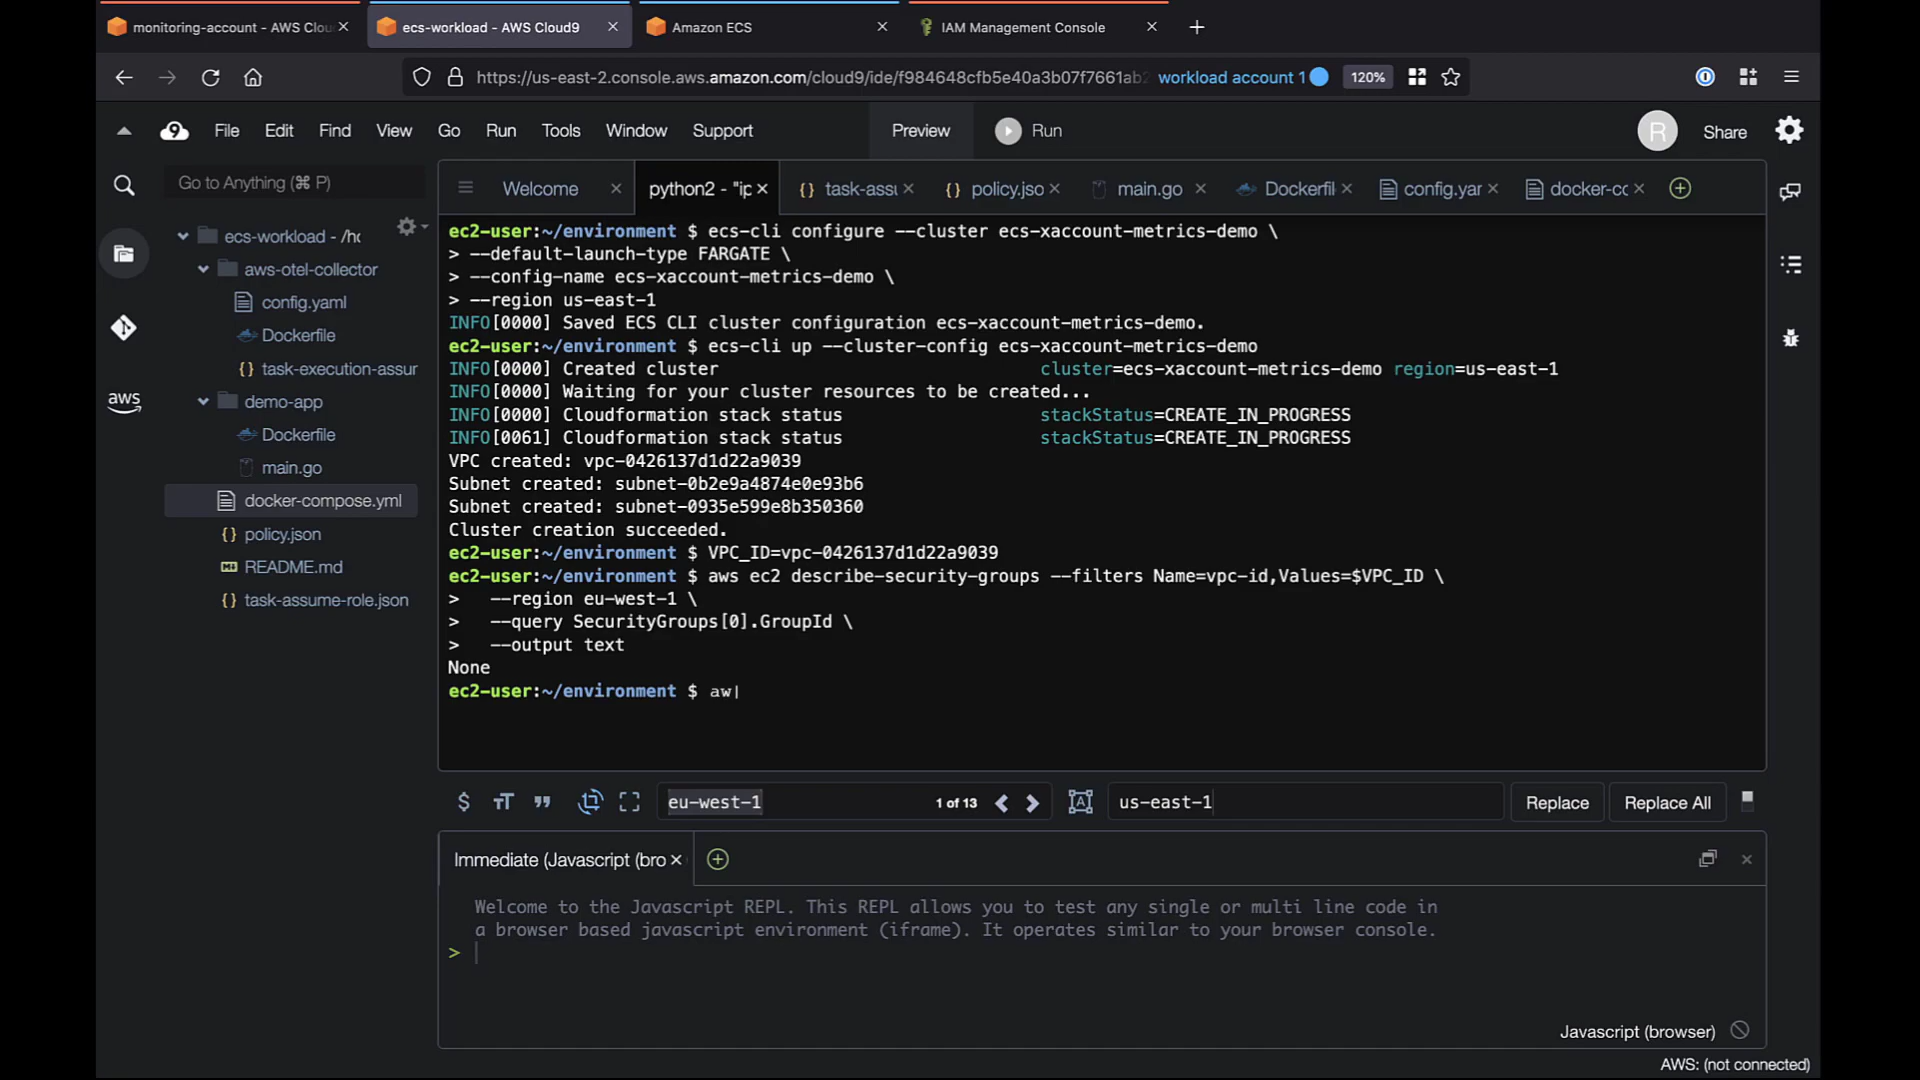 monitoring-account - AWS Clou
ecs-workload - AWS Cloud9
Amazon ECS
IAM Management Console
https://us-east-2.console.aws.amazon.com/cloud9/ide/f984648cfb5e40a3b07f7661ab2
workload account 1
120%
9
File
Edit
Find
View
Go
Run
Tools
Window
Support
Preview
Run
R
Share
Go to Anything (⌘ P)
Welcome
python2 - "ip
task-assu
policy.jso
main.go
Dockerfil
config.yar
docker-cc
ecs-workload - /hc
aws-otel-collector
config.yaml
Dockerfile
task-execution-assur
demo-app
Dockerfile
main.go
docker-compose.yml
policy.json
README.md
task-assume-role.json
aws
ec2-user:~/environment $ ecs-cli configure --cluster ecs-xaccount-metrics-demo \
> --default-launch-type FARGATE \
> --config-name ecs-xaccount-metrics-demo \
> --region us-east-1
INFO[0000] Saved ECS CLI cluster configuration ecs-xaccount-metrics-demo.
ec2-user:~/environment $ ecs-cli up --cluster-config ecs-xaccount-metrics-demo
INFO[0000] Created cluster cluster=ecs-xaccount-metrics-demo region=us-east-1
INFO[0000] Waiting for your cluster resources to be created...
INFO[0000] Cloudformation stack status stackStatus=CREATE_IN_PROGRESS
INFO[0061] Cloudformation stack status stackStatus=CREATE_IN_PROGRESS
VPC created: vpc-0426137d1d22a9039
Subnet created: subnet-0b2e9a4874e0e93b6
Subnet created: subnet-0935e599e8b350360
Cluster creation succeeded.
ec2-user:~/environment $ VPC_ID=vpc-0426137d1d22a9039
ec2-user:~/environment $ aws ec2 describe-security-groups --filters Name=vpc-id,Values=$VPC_ID \
> --region eu-west-1 \
> --query SecurityGroups[0].GroupId \
> --output text
None
ec2-user:~/environment $ aw
eu-west-1
1 of 13
us-east-1
Replace
Replace All
Immediate (Javascript (bro
Welcome to the Javascript REPL. This REPL allows you to test any single or multi line code in
a browser based javascript environment (iframe). It operates similar to your browser console.
>
Javascript (browser)
AWS: (not connected)